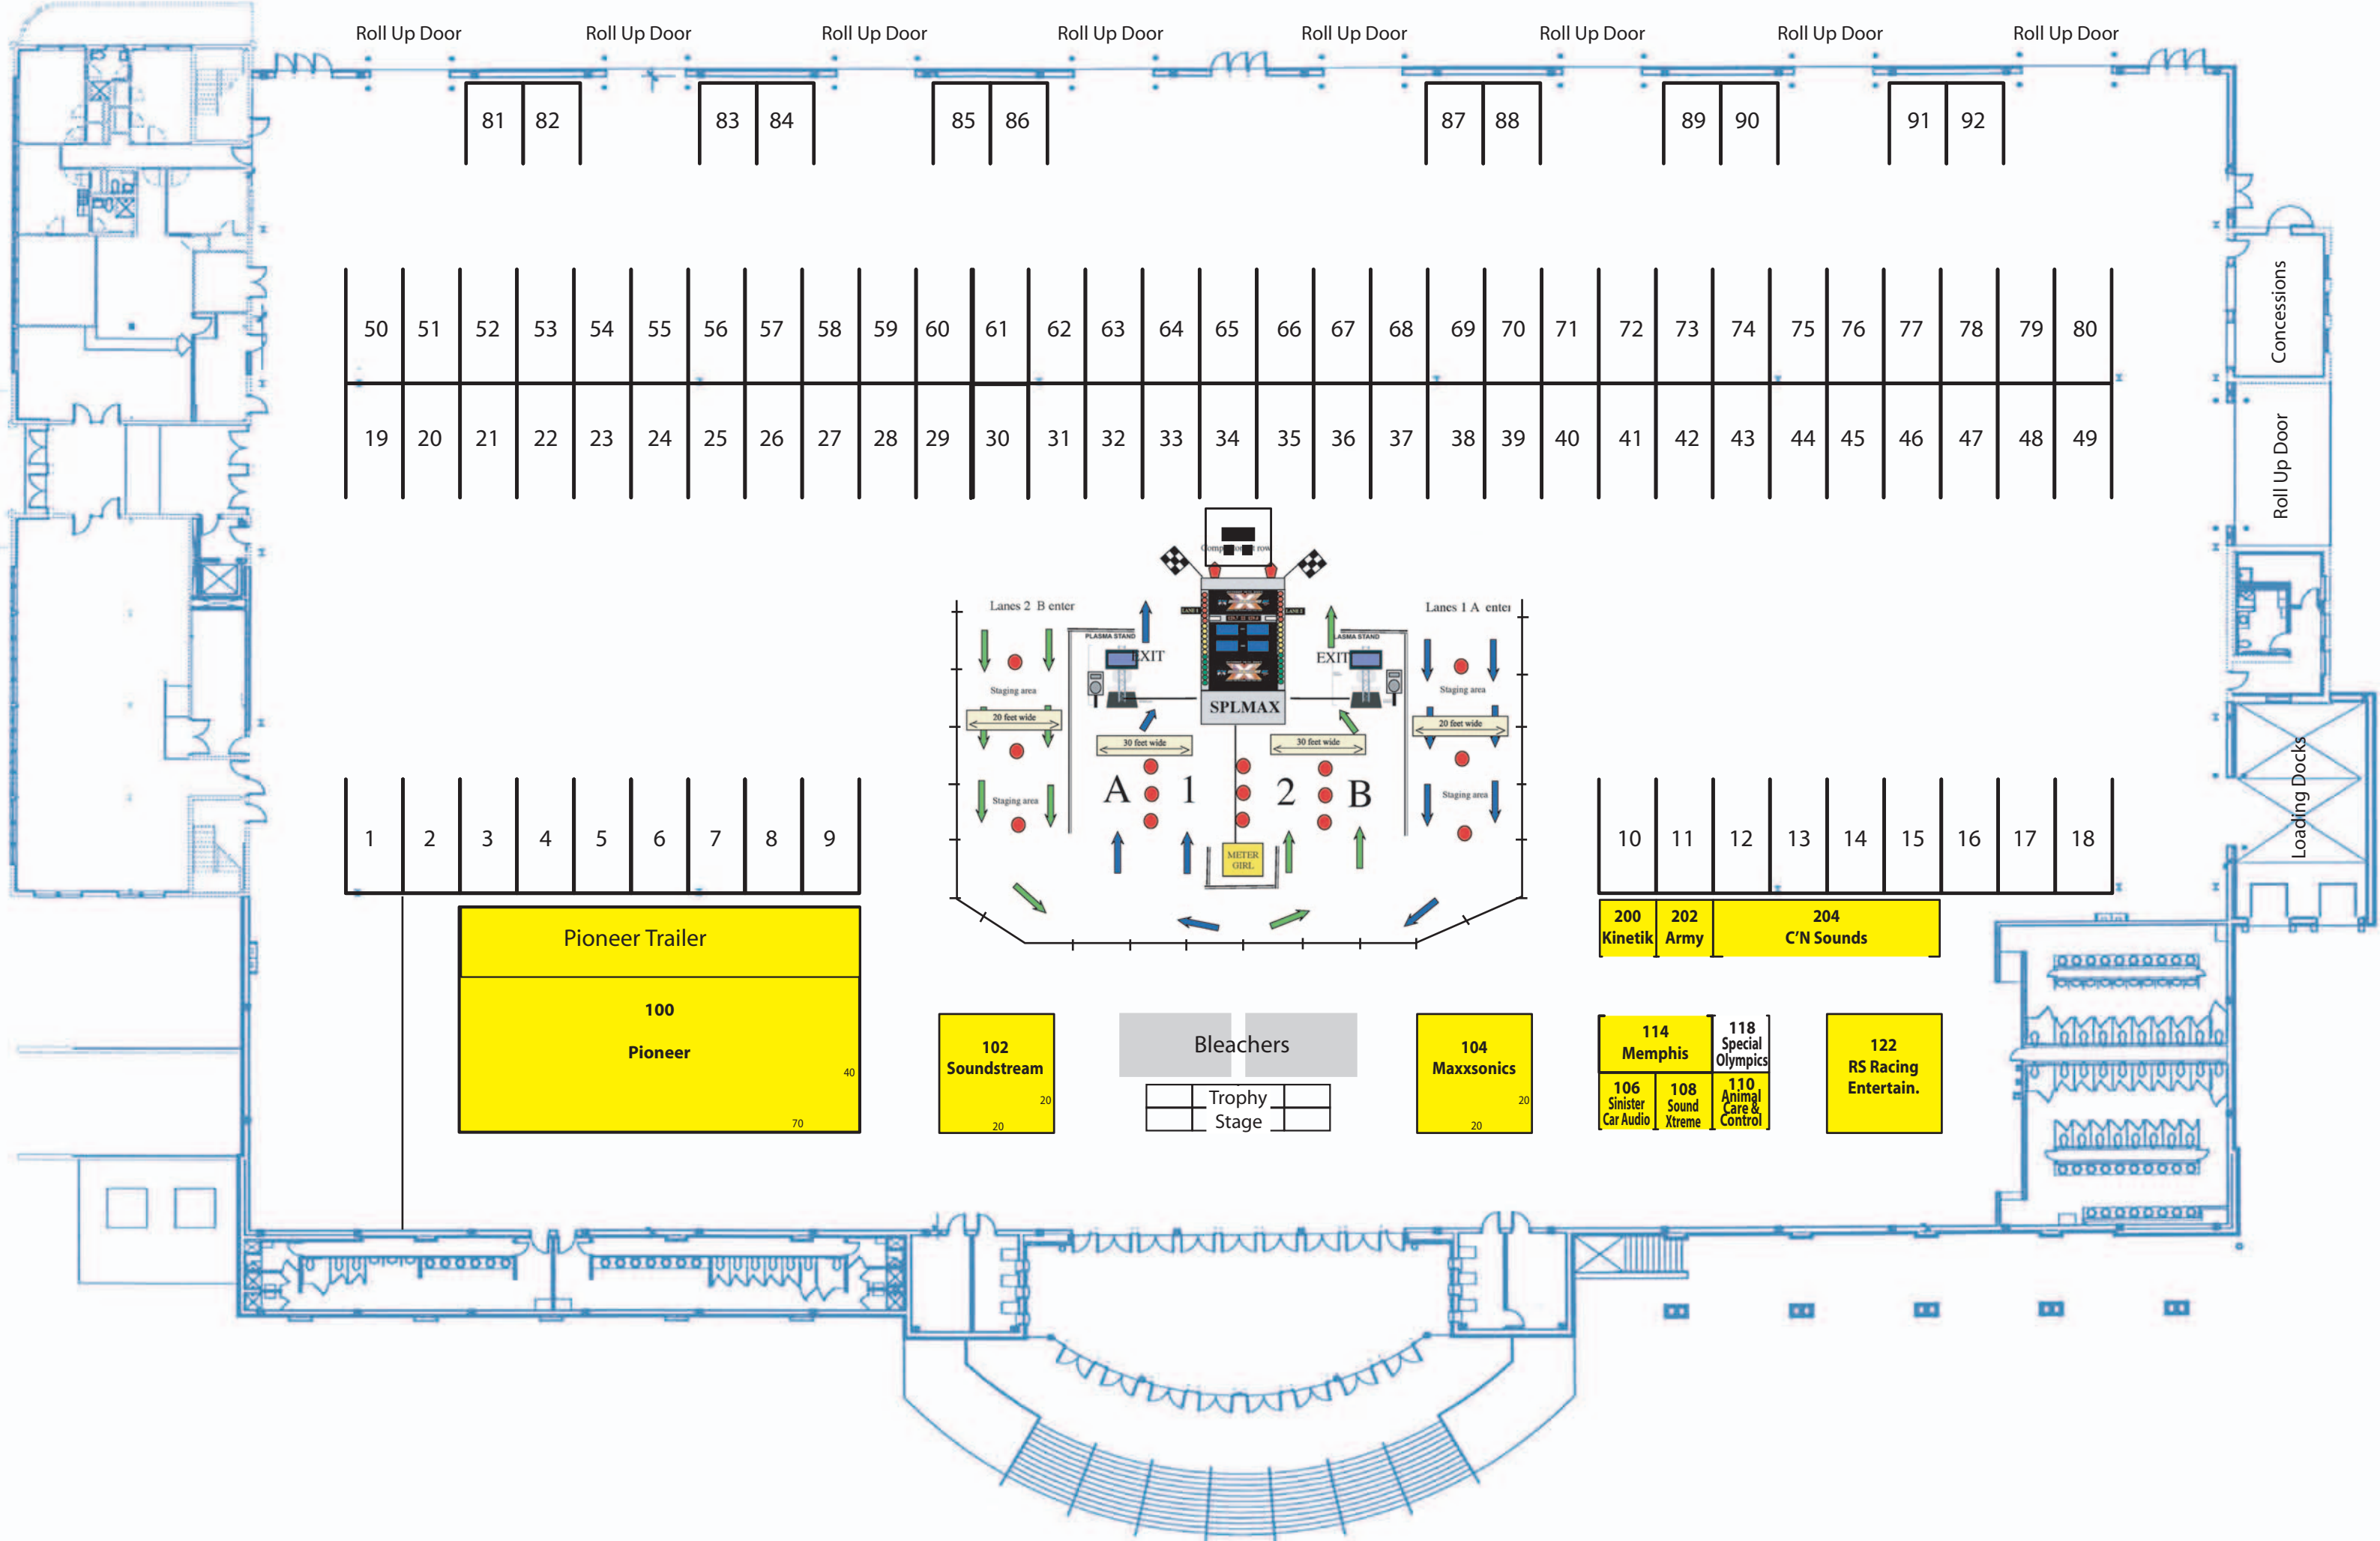 Roll Up Door Roll Up Door Roll Up Door Roll Up Door Roll Up Door Roll Up Door Roll Up Door Roll Up Door
81 82 83 84 85 86 87 88 89 90 91 92
Concessions
50 51 52 53 54 55 56 57 58 59 60 61 62 63 64 65 66 67 68 69 70 71 72 73 74 75 76 77 78 79 80
19 20 21 22 23 24 25 26 27 28 29 30 31 32 33 34 35 36 37 38 39 40 41 42 43 44 45 46 47 48 49
Roll Up Door
Lanes 2 B enter
Lanes 1 A enter
LANE 1
LANE 2
PLASMA STAND
PLASMA STAND
EXIT
EXIT
Staging area
Staging area
SPLMAX
20 feet wide
20 feet wide
30 feet wide
30 feet wide
A 1 2 B
Staging area
Staging area
METER
GIRL
Loading Docks
1 2 3 4 5 6 7 8 9
10 11 12 13 14 15 16 17 18
Pioneer Trailer
100
Pioneer
40
70
200
Kinetik
202
Army
204
C'N Sounds
102
Soundstream
20
20
Bleachers
Trophy
Stage
104
Maxxsonics
20
20
114
Memphis
118
Special
Olympics
106
Sinister
Car Audio
108
Sound
Xtreme
110
Animal
Care &
Control
122
RS Racing
Entertain.